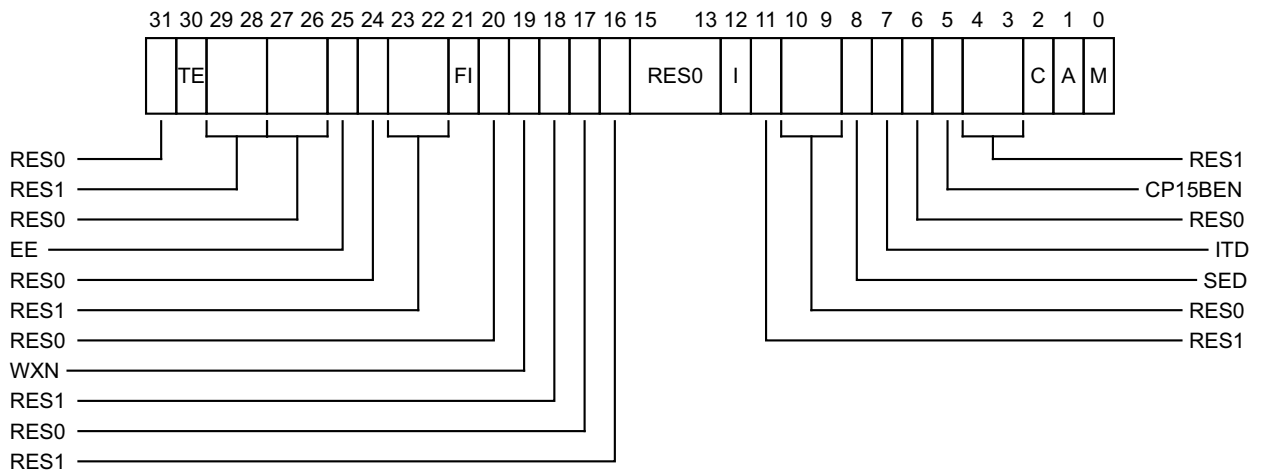 31 30 29 28 27 26 25 24 23 22 21 20 19 18 17 16 15 13 12 11 10 9 8 7 6 5 4 3 2 1 0
TE FI RES0 I C A M
RES0 RES1
RES1 CP15BEN
RES0 RES0
EE ITD
RES0 SED
RES1 RES0
RES0 RES1
WXN
RES1
RES0
RES1